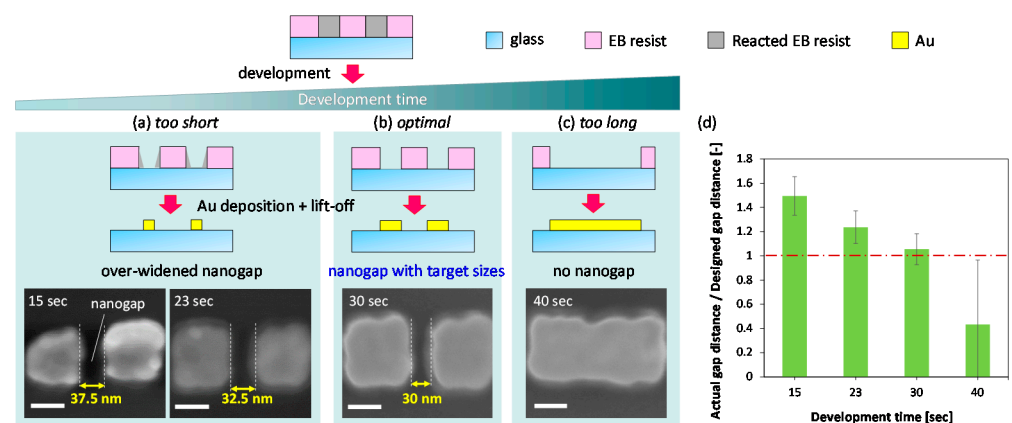 glass
EB resist
Reacted EB resist
Au
development
Development time
(a) too short
(b) optimal
(c) too long
Au deposition + lift-off
over-widened nanogap
nanogap with target sizes
no nanogap
15 sec
nanogap
37.5 nm
23 sec
32.5 nm
30 sec
30 nm
40 sec
(d)
Actual gap distance / Designed gap distance [-]
1.8
1.6
1.4
1.2
1
0.8
0.6
0.4
0.2
0
15
23
30
40
Development time [sec]